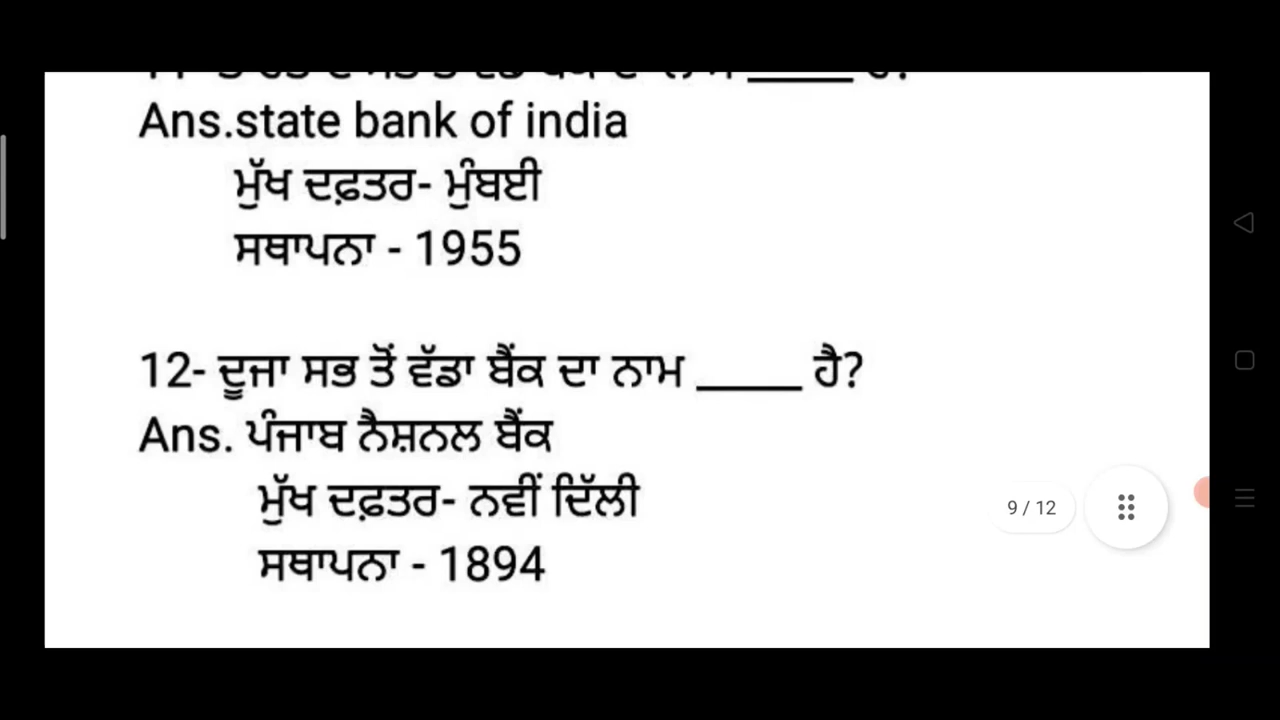 Ans.state bank of india
ਮੁੱਖ ਦਫ਼ਤਰ- ਮੁੰਬਈ
ਸਥਾਪਨਾ - 1955
12- ਦੂਜਾ ਸਭ ਤੋਂ ਵੱਡਾ ਬੈਂਕ ਦਾ ਨਾਮ _____ ਹੈ?
Ans. ਪੰਜਾਬ ਨੈਸ਼ਨਲ ਬੈਂਕ
ਮੁੱਖ ਦਫ਼ਤਰ- ਨਵੀਂ ਦਿੱਲੀ
9 / 12
ਸਥਾਪਨਾ - 1894